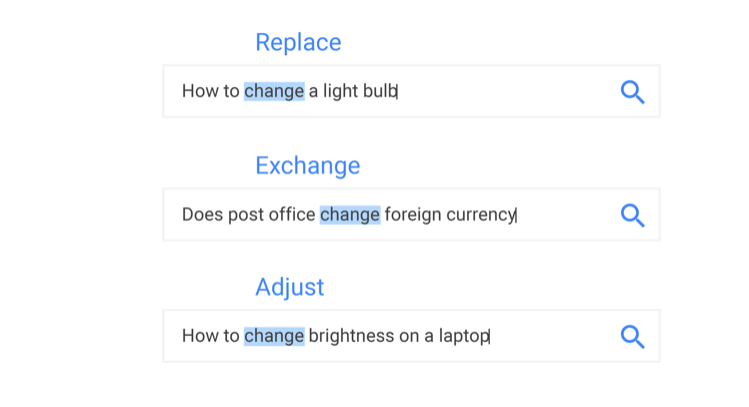 Replace
How to change a light bulb
Exchange
Does post office change foreign currency
Adjust
How to change brightness on a laptop